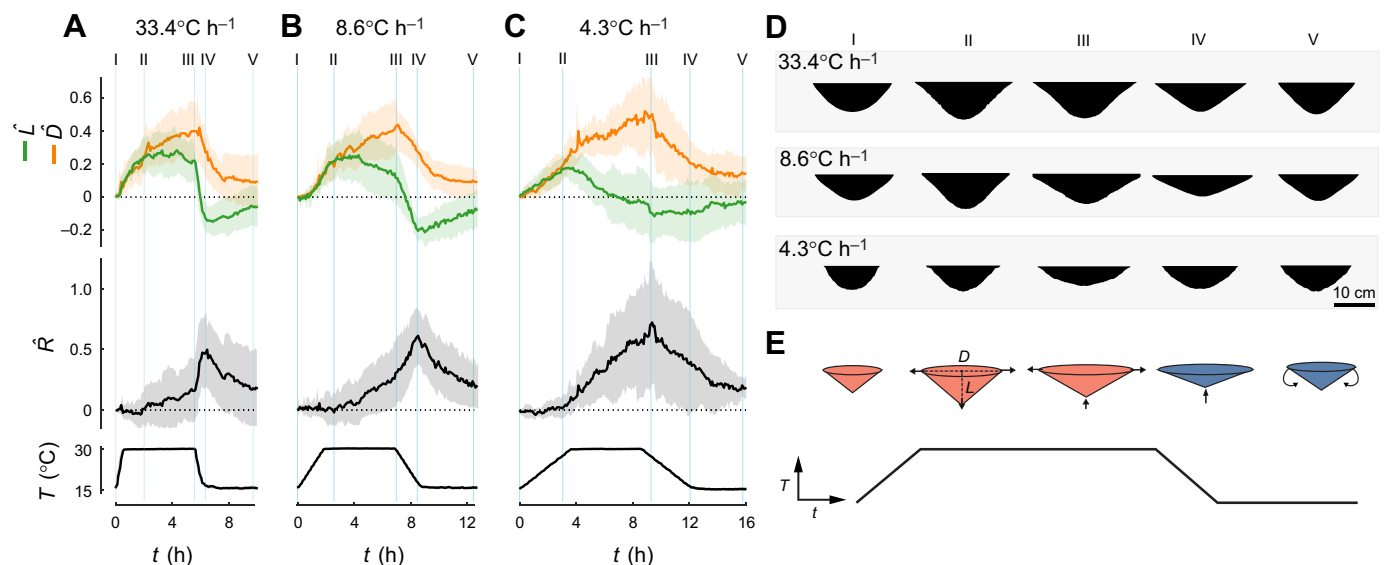 A 33.4°C h⁻¹
I II III IV V
0.6
0.4
0.2
0
−0.2
L̂
D̂
1.0
0.5
0
R̂
30
15
T (°C)
0 4 8
t (h)
B 8.6°C h⁻¹
I II III IV V
0 4 8 12
t (h)
C 4.3°C h⁻¹
I II III IV V
0 4 8 12 16
t (h)
D
I II III IV V
33.4°C h⁻¹
8.6°C h⁻¹
4.3°C h⁻¹
10 cm
E
D
L
T
t